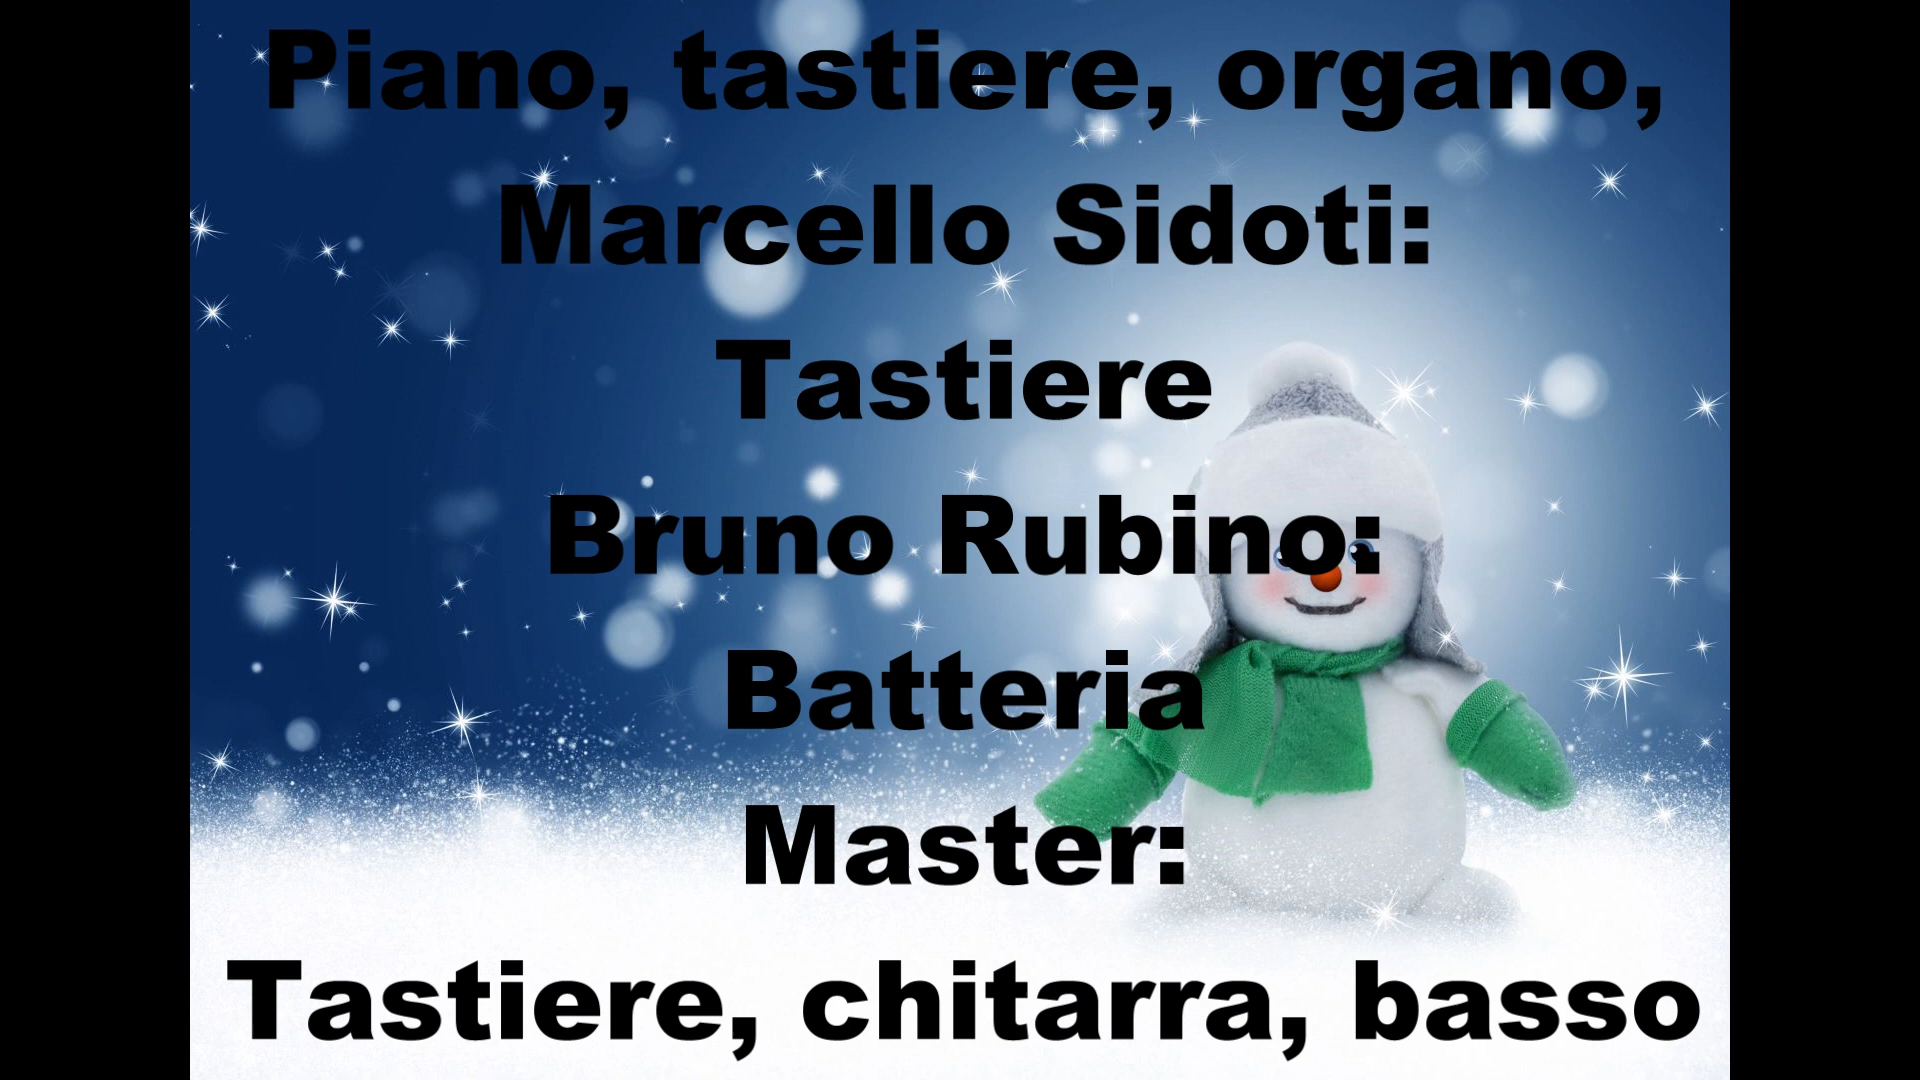 Piano, tastiere, organo,
Marcello Sidoti:
Tastiere
Bruno Rubino:
Batteria
Master:
Tastiere, chitarra, basso